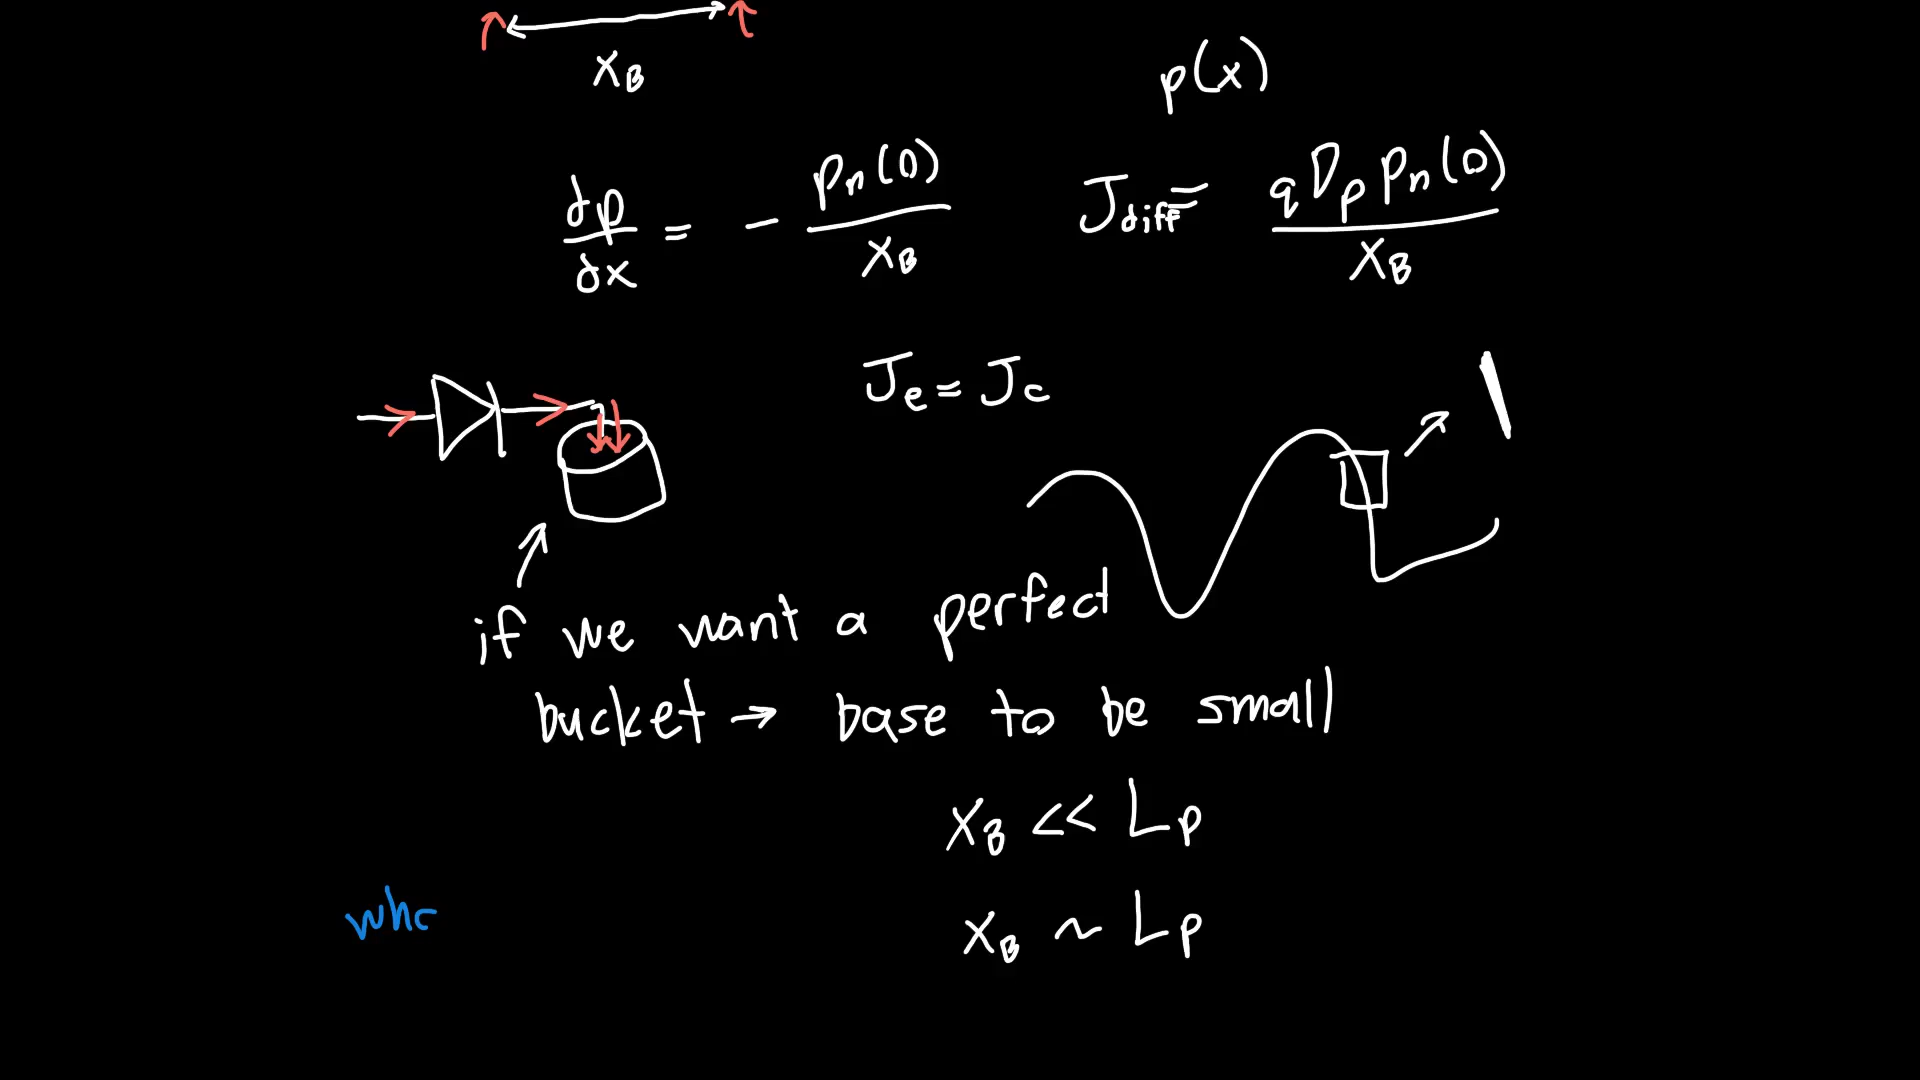 x_B
p(x)
dp/dx = - p_n(0)/x_B
J_diff = q D_p p_n(0)/x_B
J_e = J_c
if we want a perfect
bucket → base to be small
x_B << L_p
x_B ~ L_p